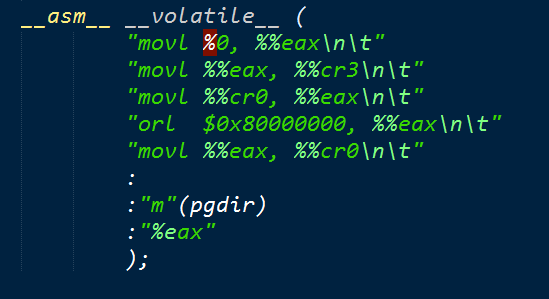 __asm__ __volatile__ (
"movl %0, %%eax\n\t"
"movl %%eax, %%cr3\n\t"
"movl %%cr0, %%eax\n\t"
"orl  $0x80000000, %%eax\n\t"
"movl %%eax, %%cr0\n\t"
:
:"m"(pgdir)
:"%eax"
);